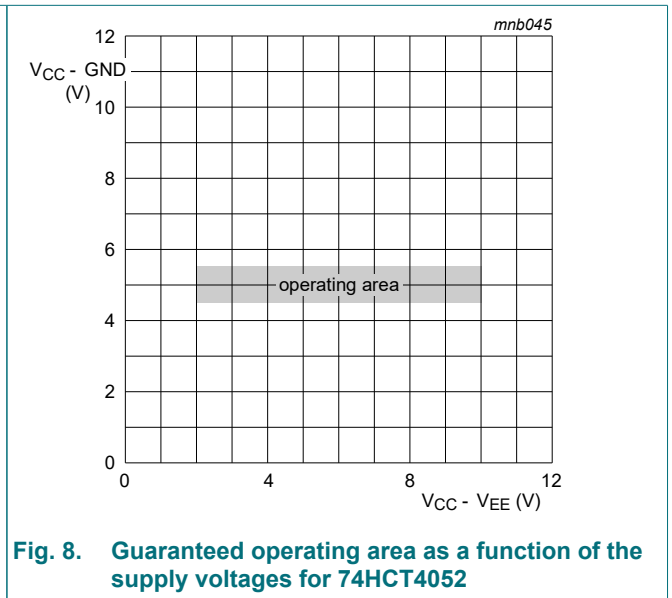 mnb045
12
VCC - GND
(V)
10
8
6
operating area
4
2
0
0 4 8 12
VCC - VEE (V)
Fig. 8. Guaranteed operating area as a function of the
supply voltages for 74HCT4052